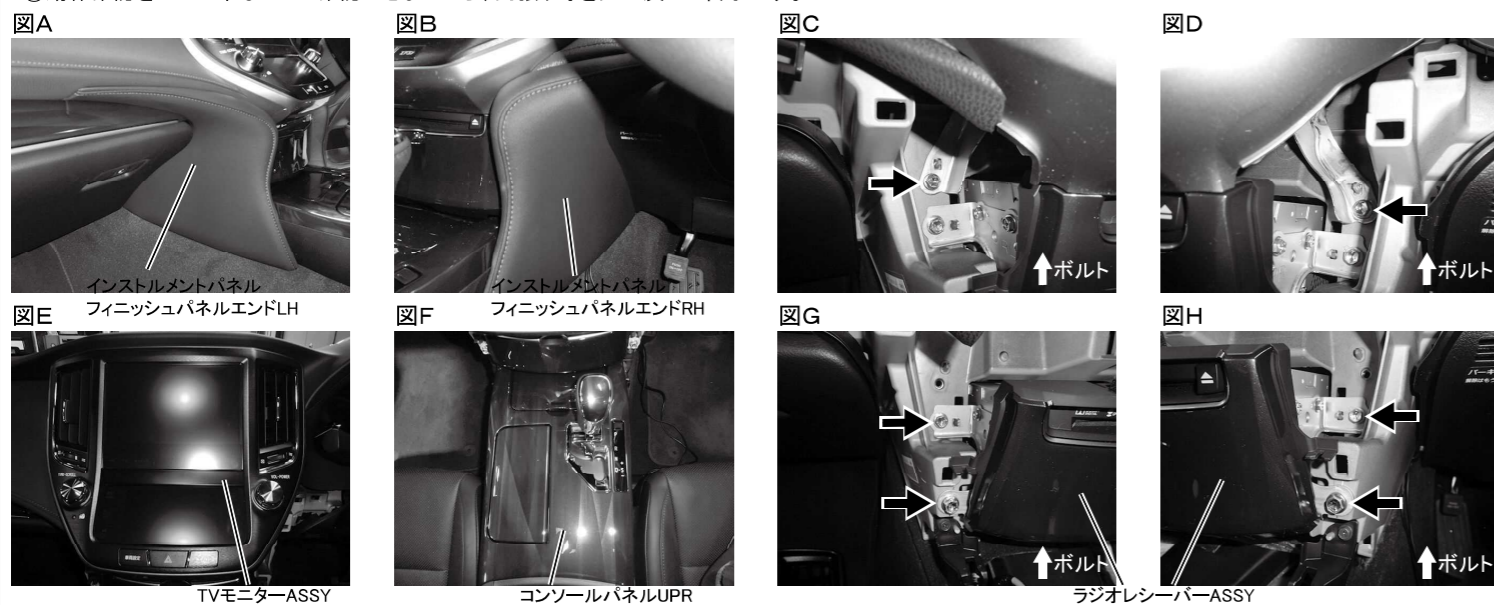 図A
図B
図C
図D
インストルメントパネル
フィニッシュパネルエンドLH
インストルメントパネル
フィニッシュパネルエンドRH
ボルト
ボルト
図E
図F
図G
図H
TVモニターASSY
コンソールパネルUPR
ボルト
ボルト
ラジオレシーバーASSY